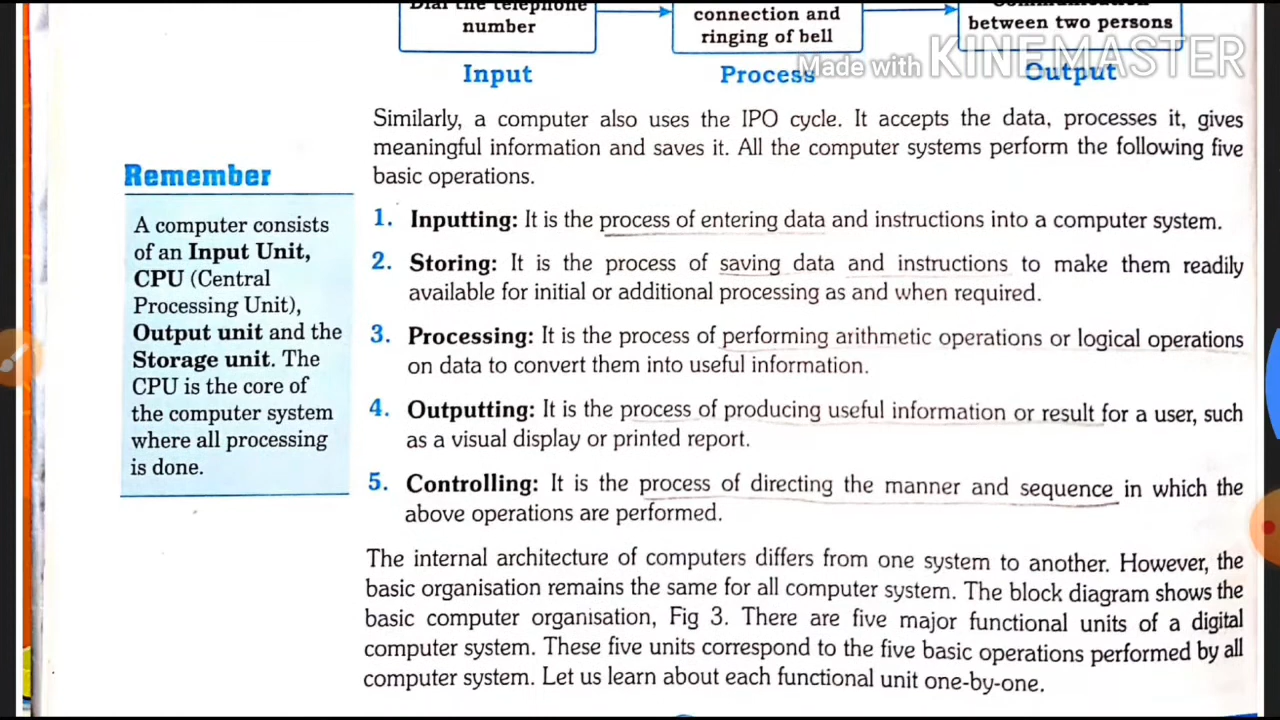 Dial the telephone
number
connection and
ringing of bell
Communication
between two persons
Input
Process
Output
Made with KINEMASTER
Similarly, a computer also uses the IPO cycle. It accepts the data, processes it, gives
meaningful information and saves it. All the computer systems perform the following five
basic operations.
Remember
A computer consists
of an Input Unit,
CPU (Central
Processing Unit),
Output unit and the
Storage unit. The
CPU is the core of
the computer system
where all processing
is done.
1. Inputting: It is the process of entering data and instructions into a computer system.
2. Storing: It is the process of saving data and instructions to make them readily
available for initial or additional processing as and when required.
3. Processing: It is the process of performing arithmetic operations or logical operations
on data to convert them into useful information.
4. Outputting: It is the process of producing useful information or result for a user, such
as a visual display or printed report.
5. Controlling: It is the process of directing the manner and sequence in which the
above operations are performed.
The internal architecture of computers differs from one system to another. However, the
basic organisation remains the same for all computer system. The block diagram shows the
basic computer organisation, Fig 3. There are five major functional units of a digital
computer system. These five units correspond to the five basic operations performed by all
computer system. Let us learn about each functional unit one-by-one.